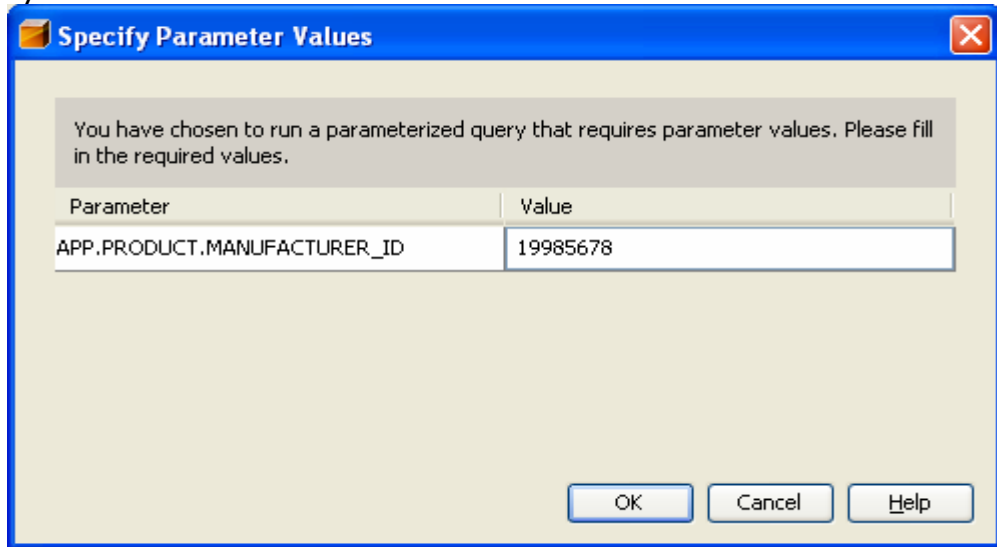 Specify Parameter Values
You have chosen to run a parameterized query that requires parameter values. Please fill
in the required values.
Parameter Value
APP.PRODUCT.MANUFACTURER_ID 19985678
OK Cancel Help